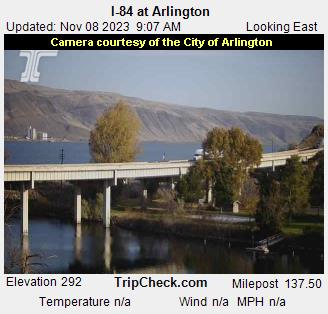 I-84 at Arlington
Updated: Nov 08 2023 9:07 AM Looking East
Camera courtesy of the City of Arlington
Elevation 292 TripCheck.com Milepost 137.50
Temperature n/a Wind n/a MPH n/a